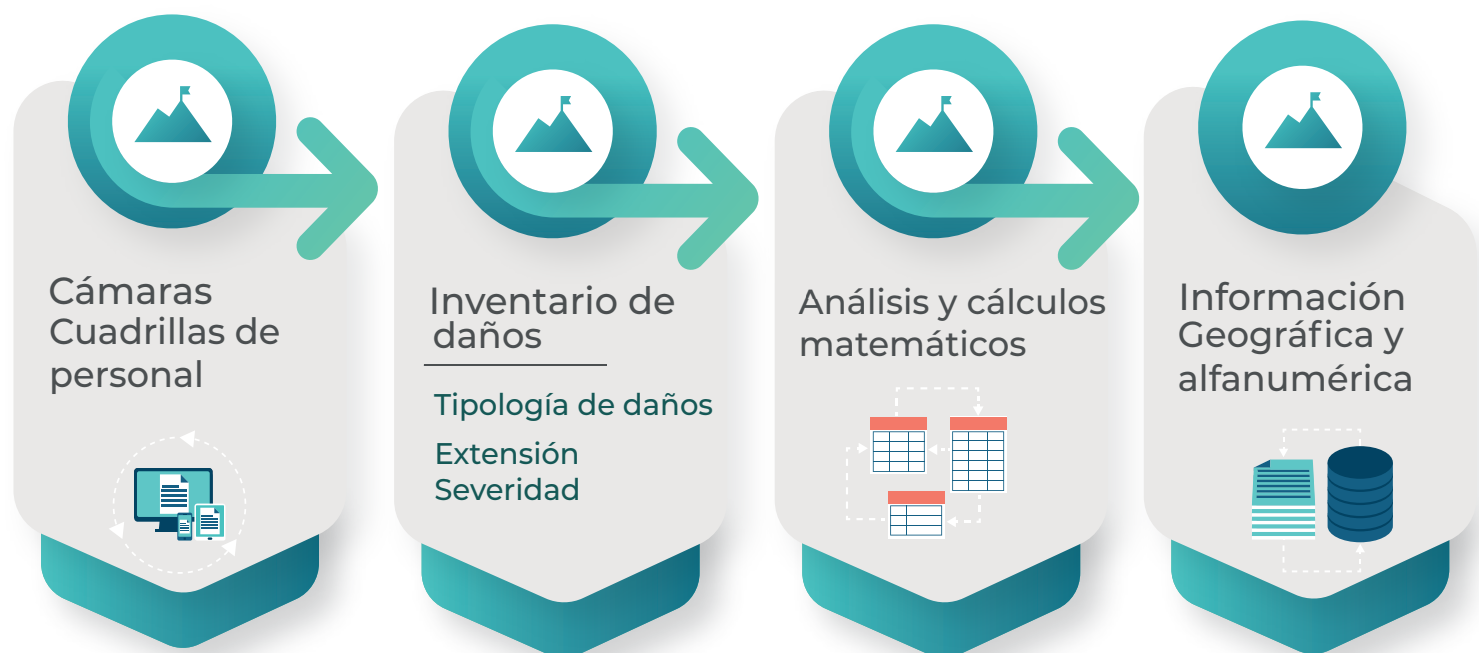 Cámaras
Cuadrillas de
personal
Inventario de
daños
Tipología de daños
Extensión
Severidad
Análisis y cálculos
matemáticos
Información
Geográfica y
alfanumérica